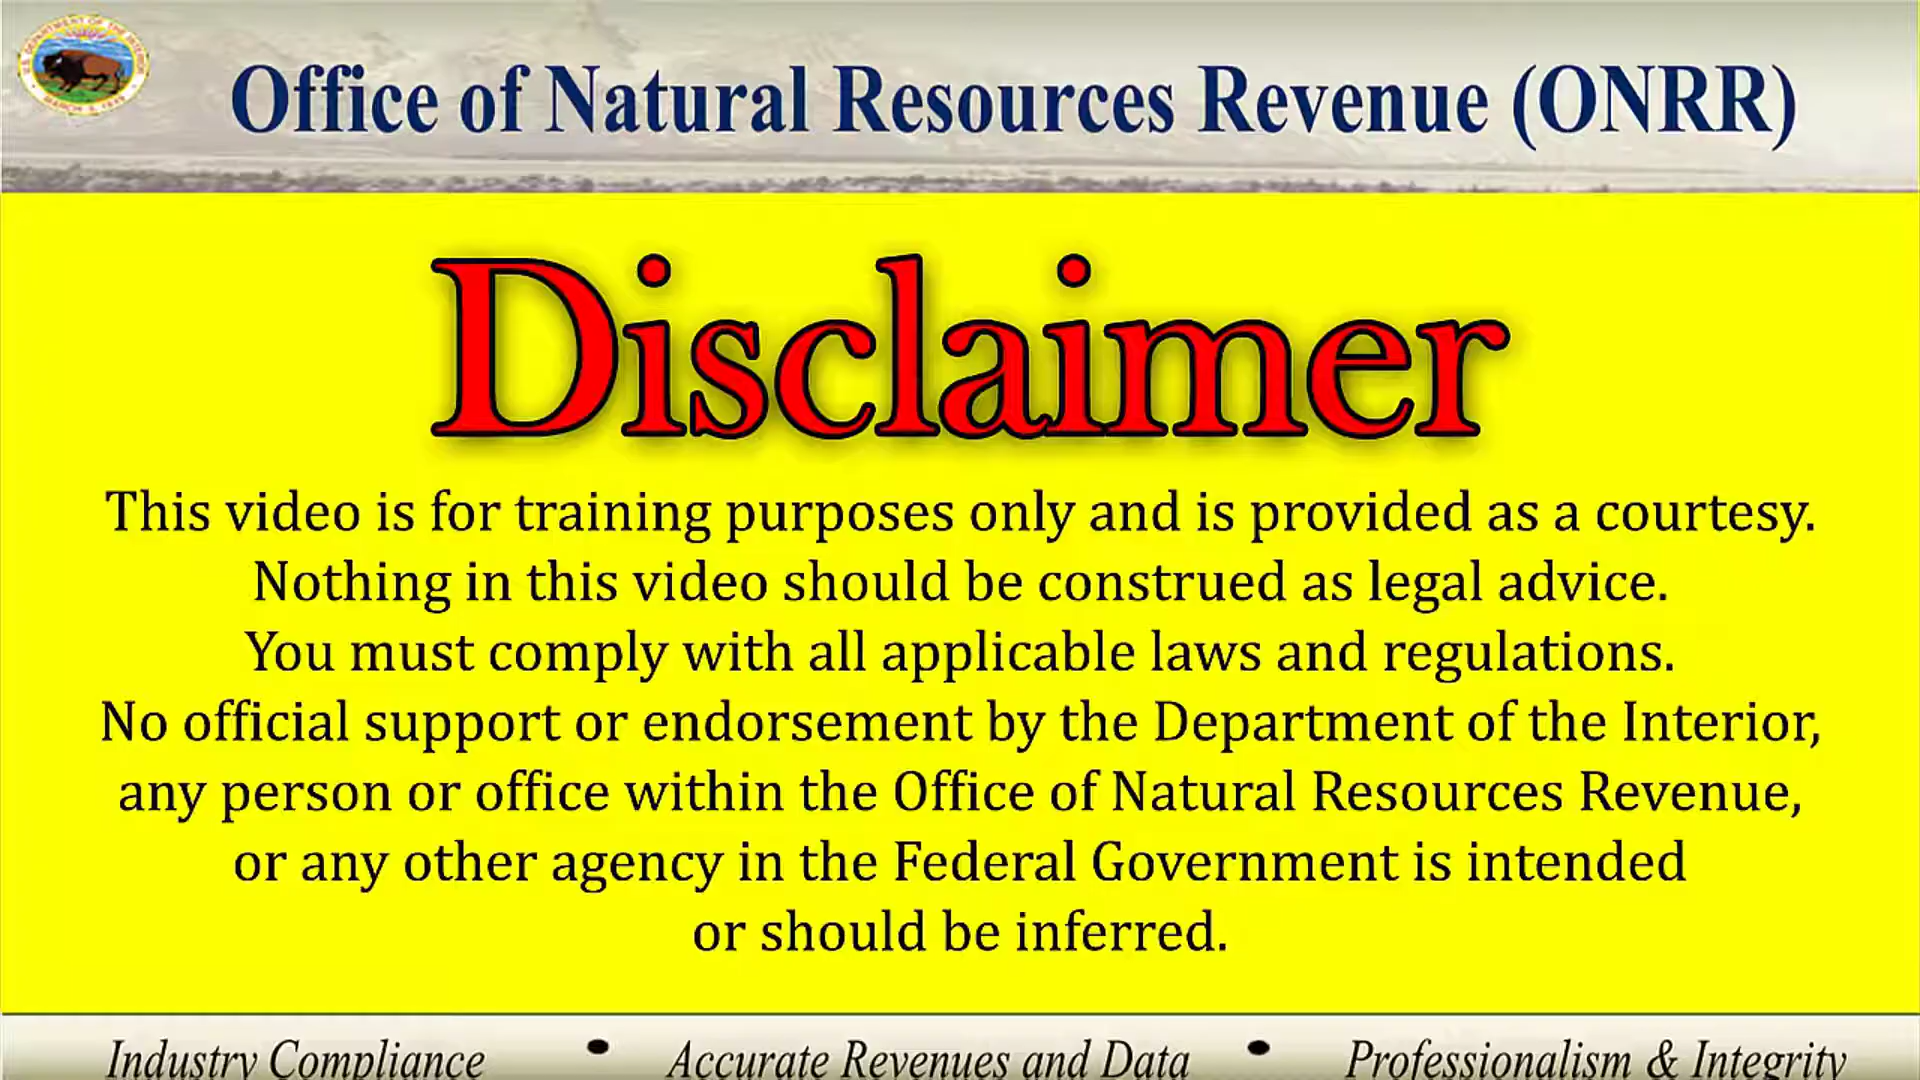 Office of Natural Resources Revenue (ONRR)
Disclaimer
This video is for training purposes only and is provided as a courtesy.
Nothing in this video should be construed as legal advice.
You must comply with all applicable laws and regulations.
No official support or endorsement by the Department of the Interior,
any person or office within the Office of Natural Resources Revenue,
or any other agency in the Federal Government is intended
or should be inferred.
Industry Compliance • Accurate Revenues and Data • Professionalism & Integrity